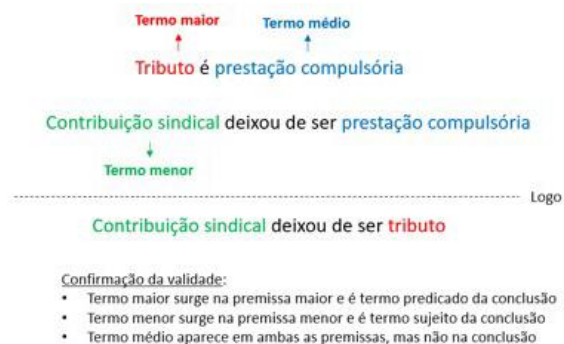 Termo maior Termo médio
Tributo é prestação compulsória
Contribuição sindical deixou de ser prestação compulsória
Termo menor
Logo
Contribuição sindical deixou de ser tributo
Confirmação da validade:
• Termo maior surge na premissa maior e é termo predicado da conclusão
• Termo menor surge na premissa menor e é termo sujeito da conclusão
• Termo médio aparece em ambas as premissas, mas não na conclusão